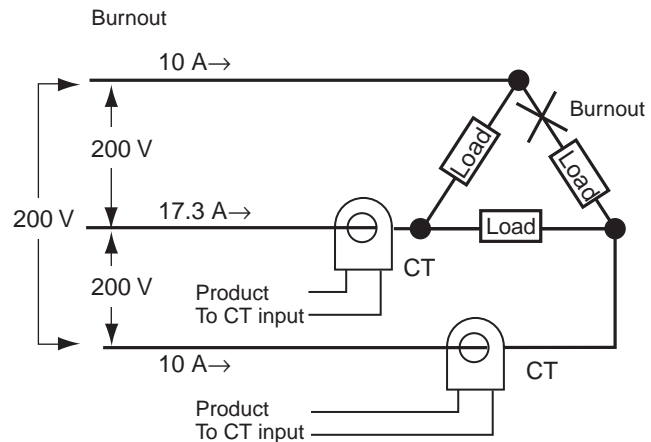 Burnout
10 A→
Burnout
200 V
Load
Load
200 V
17.3 A→
Load
CT
200 V
Product
To CT input
10 A→
CT
Product
To CT input